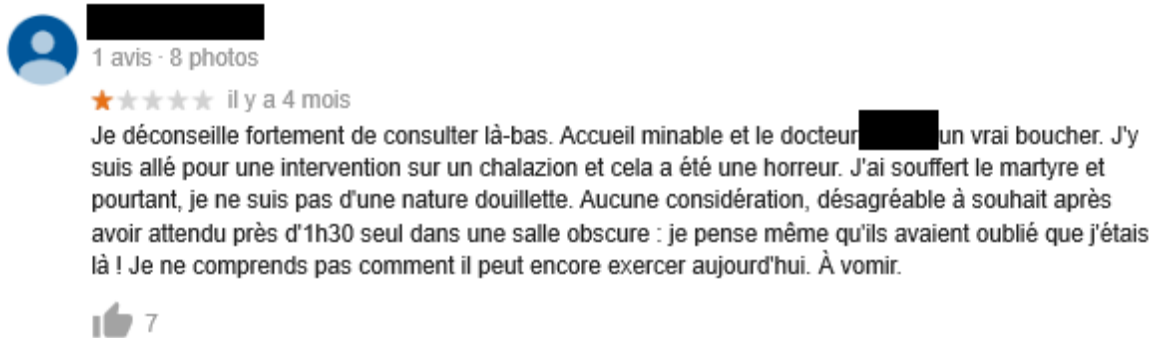 1 avis · 8 photos
il y a 4 mois
Je déconseille fortement de consulter là-bas. Accueil minable et le docteur un vrai boucher. J'y
suis allé pour une intervention sur un chalazion et cela a été une horreur. J'ai souffert le martyre et
pourtant, je ne suis pas d'une nature douillette. Aucune considération, désagréable à souhait après
avoir attendu près d'1h30 seul dans une salle obscure : je pense même qu'ils avaient oublié que j'étais
là ! Je ne comprends pas comment il peut encore exercer aujourd'hui. À vomir.
7